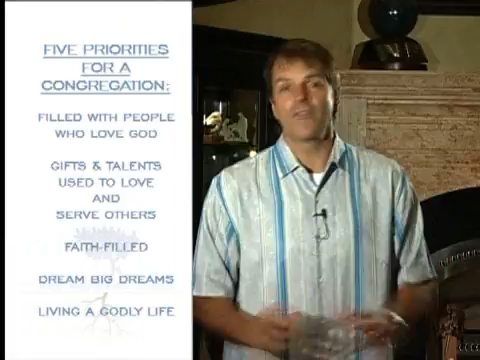 FIVE PRIORITIES
FOR A
CONGREGATION:
FILLED WITH PEOPLE
WHO LOVE GOD
GIFTS & TALENTS
USED TO LOVE
AND
SERVE OTHERS
FAITH-FILLED
DREAM BIG DREAMS
LIVING A GODLY LIFE